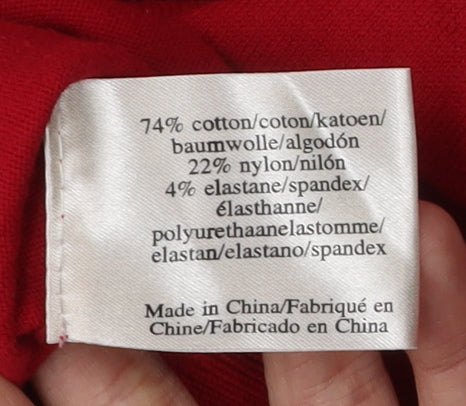 74% cotton/coton/katoen/
baumwolle/algodón
22% nylon/nilón
4% elastane/spandex/
élasthanne/
polyurethaanelastomme/
elastan/elastano/spandex
Made in China/Fabriqué en
Chine/Fabricado en China